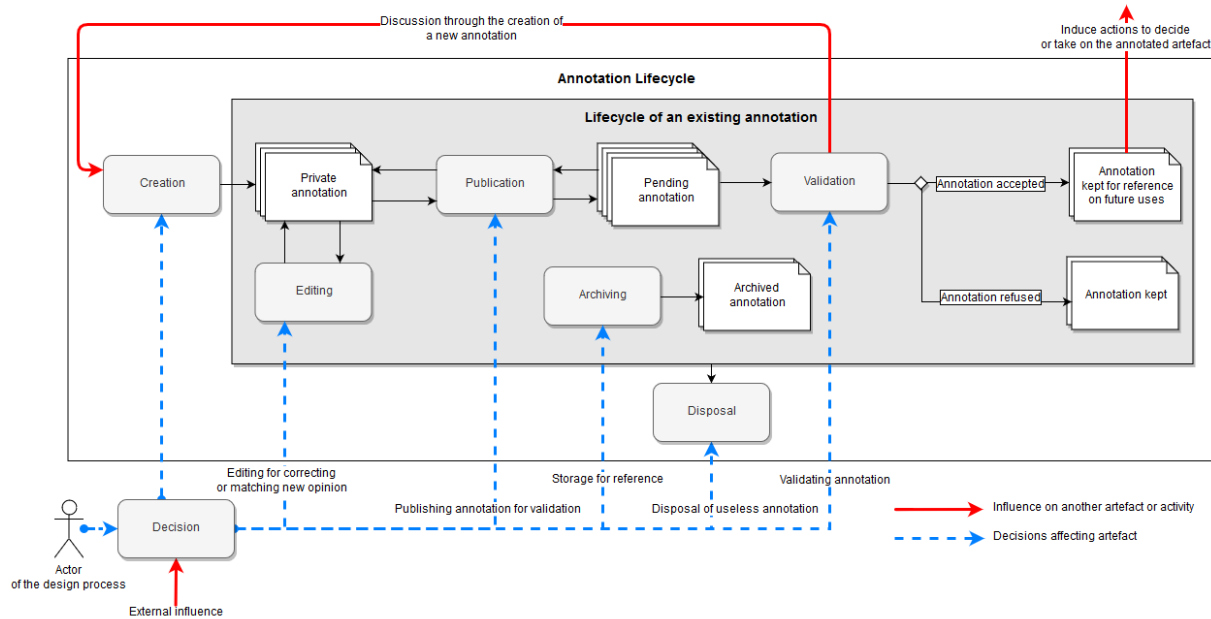 Discussion through the creation of
a new annotation
Induce actions to decide
or take on the annotated artefact
Annotation Lifecycle
Lifecycle of an existing annotation
Creation
Private
annotation
Publication
Pending
annotation
Validation
Annotation accepted
Annotation
kept for reference
on future uses
Editing
Archiving
Archived
annotation
Annotation refused
Annotation kept
Disposal
Editing for correcting
or matching new opinion
Storage for reference
Validating annotation
Publishing annotation for validation
Disposal of useless annotation
Decision
Actor
of the design process
External influence
Influence on another artefact or activity
Decisions affecting artefact